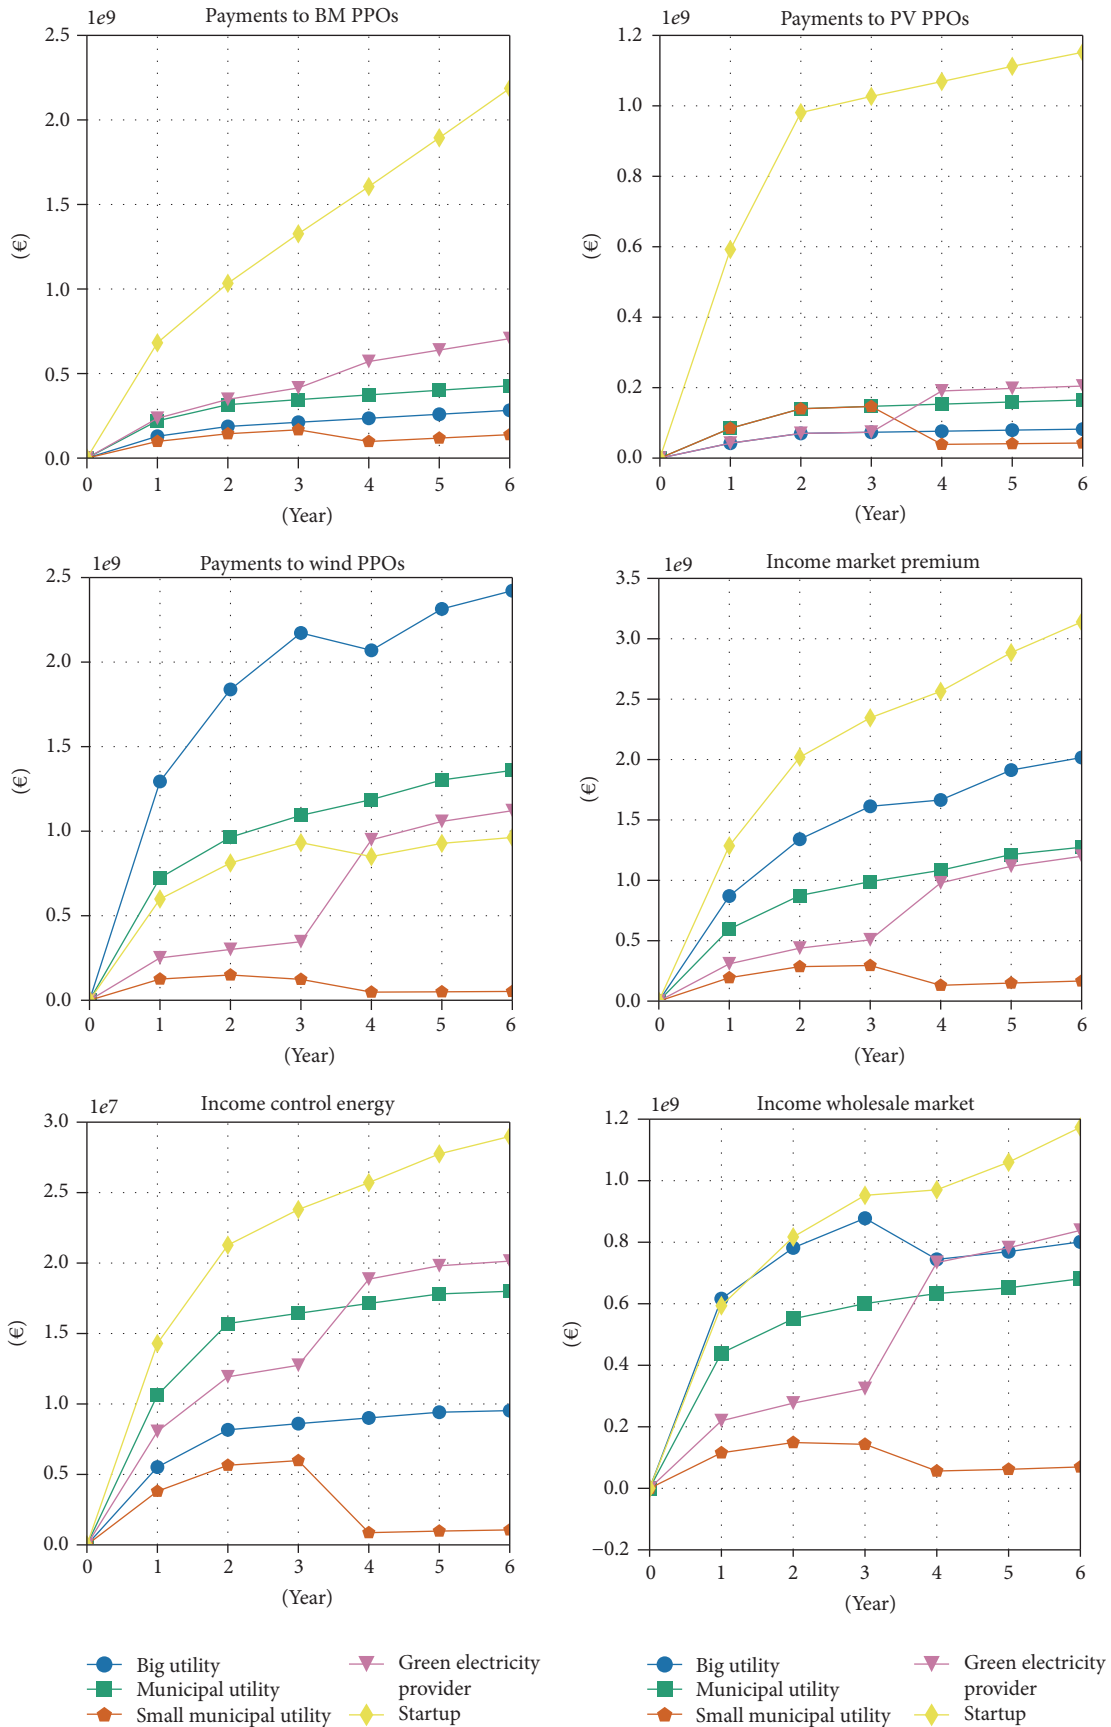 Payments to BM PPOs
1e9
2.5
2.0
1.5
1.0
0.5
0.0
(€)
0 1 2 3 4 5 6
(Year)
Payments to PV PPOs
1e9
1.2
1.0
0.8
0.6
0.4
0.2
0.0
(€)
0 1 2 3 4 5 6
(Year)
Payments to wind PPOs
1e9
2.5
2.0
1.5
1.0
0.5
0.0
(€)
0 1 2 3 4 5 6
(Year)
Income market premium
1e9
3.5
3.0
2.5
2.0
1.5
1.0
0.5
0.0
(€)
0 1 2 3 4 5 6
(Year)
Income control energy
1e7
3.0
2.5
2.0
1.5
1.0
0.5
0.0
(€)
0 1 2 3 4 5 6
(Year)
Income wholesale market
1e9
1.2
1.0
0.8
0.6
0.4
0.2
0.0
−0.2
(€)
0 1 2 3 4 5 6
(Year)
Big utility
Municipal utility
Small municipal utility
Green electricity
provider
Startup
Big utility
Municipal utility
Small municipal utility
Green electricity
provider
Startup